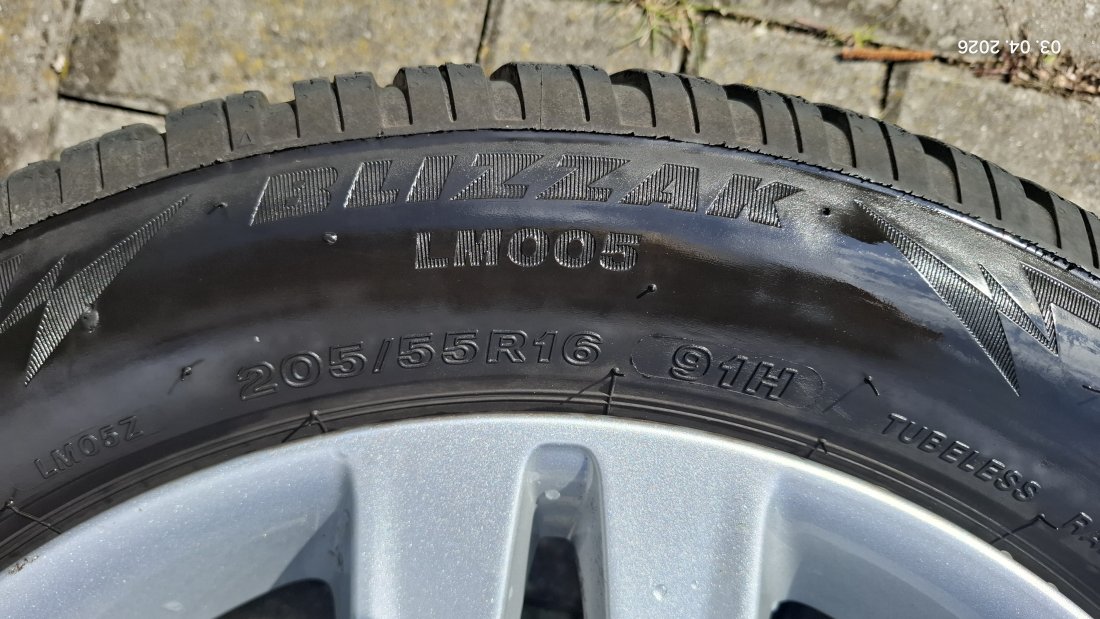 03.04.2026
BLIZZAK
LM005
205/55R16 91H
LM05Z
TUBELESS